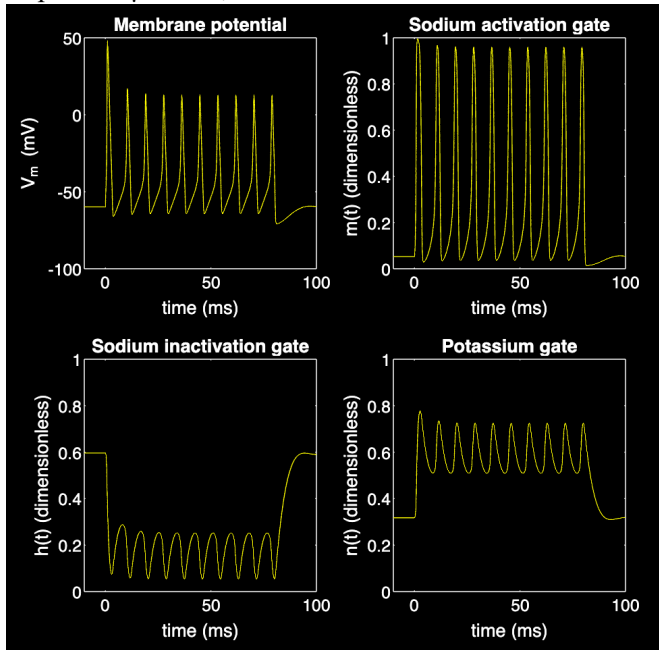 Membrane potential
50
0
-50
-100
V_m (mV)
0 50 100
time (ms)
Sodium activation gate
1
0.8
0.6
0.4
0.2
0
m(t) (dimensionless)
0 50 100
time (ms)
Sodium inactivation gate
1
0.8
0.6
0.4
0.2
0
h(t) (dimensionless)
0 50 100
time (ms)
Potassium gate
1
0.8
0.6
0.4
0.2
0
n(t) (dimensionless)
0 50 100
time (ms)